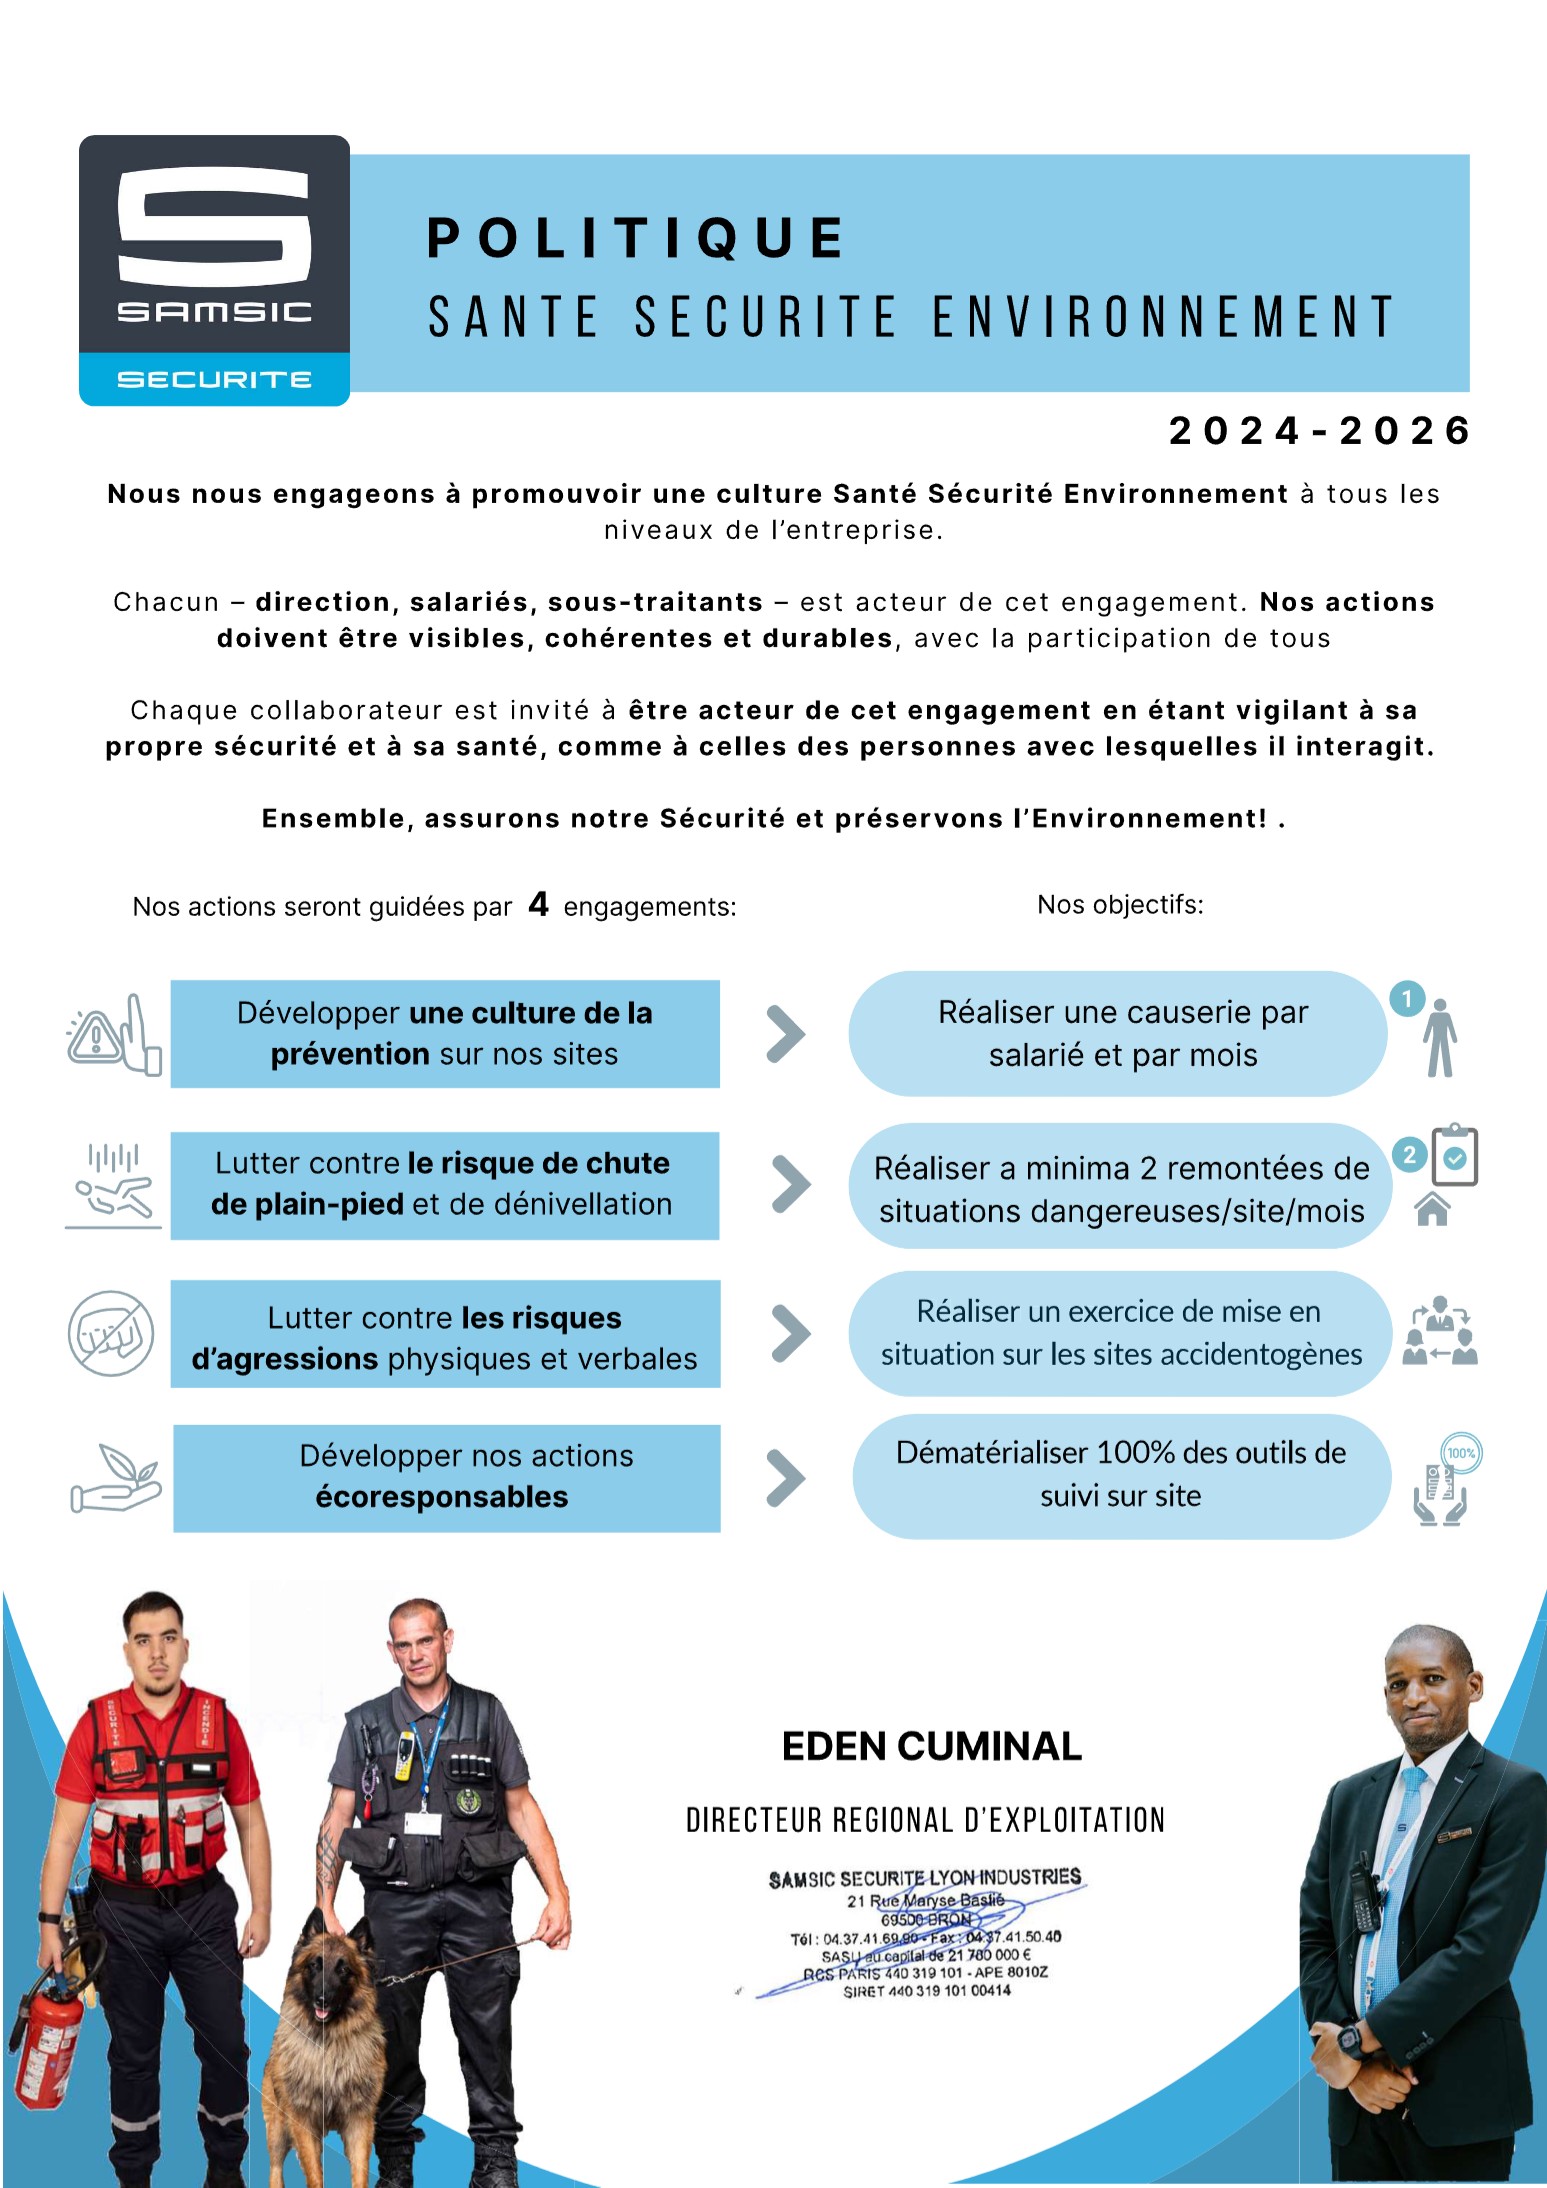 SAMSIC
SECURITE
POLITIQUE
SANTE SECURITE ENVIRONNEMENT
2024-2026
Nous nous engageons à promouvoir une culture Santé Sécurité Environnement à tous les
niveaux de l'entreprise.
Chacun – direction, salariés, sous-traitants – est acteur de cet engagement. Nos actions
doivent être visibles, cohérentes et durables, avec la participation de tous
Chaque collaborateur est invité à être acteur de cet engagement en étant vigilant à sa
propre sécurité et à sa santé, comme à celles des personnes avec lesquelles il interagit.
Ensemble, assurons notre Sécurité et préservons l'Environnement! .
Nos actions seront guidées par 4 engagements:
Nos objectifs:
Développer une culture de la
prévention sur nos sites
Réaliser une causerie par
salarié et par mois
1
Lutter contre le risque de chute
de plain-pied et de dénivellation
Réaliser a minima 2 remontées de
situations dangereuses/site/mois
2
Lutter contre les risques
d'agressions physiques et verbales
Réaliser un exercice de mise en
situation sur les sites accidentogènes
Développer nos actions
écoresponsables
Dématérialiser 100% des outils de
suivi sur site
100%
SECURITE
INCENDIE
EDEN CUMINAL
DIRECTEUR REGIONAL D'EXPLOITATION
SAMSIC SECURITE LYON INDUSTRIES
21 Rue Maryse Bastié
69500 BRON
Tél : 04.37.41.69.90 - Fax : 04.37.41.50.40
SASU au capital de 21 780 000 €
RCS PARIS 440 319 101 - APE 8010Z
SIRET 440 319 101 00414